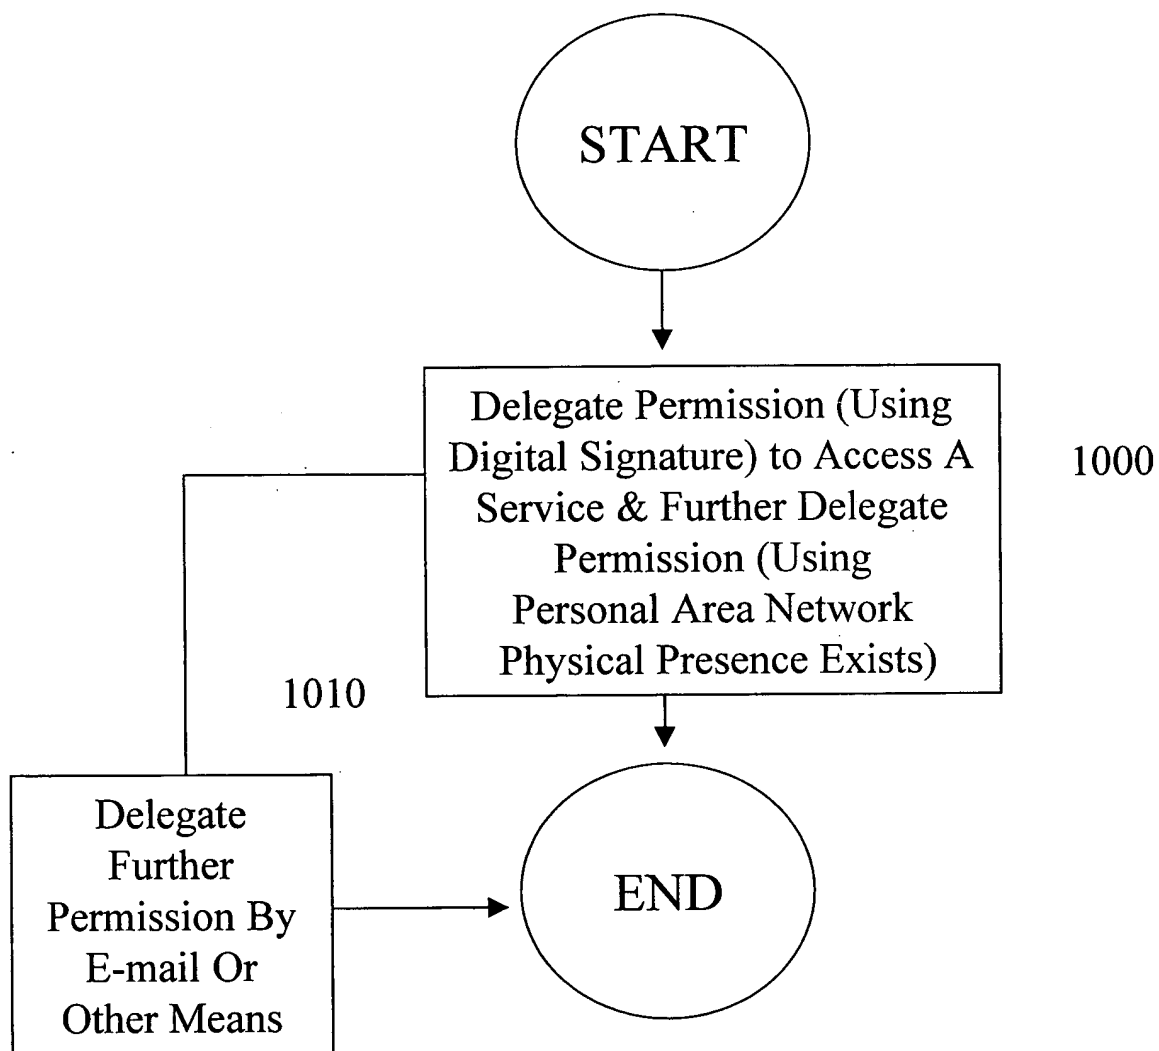 START
Delegate Permission (Using
Digital Signature) to Access A
Service & Further Delegate
Permission (Using
Personal Area Network
Physical Presence Exists)
1000
1010
Delegate
Further
Permission By
E-mail Or
Other Means
END